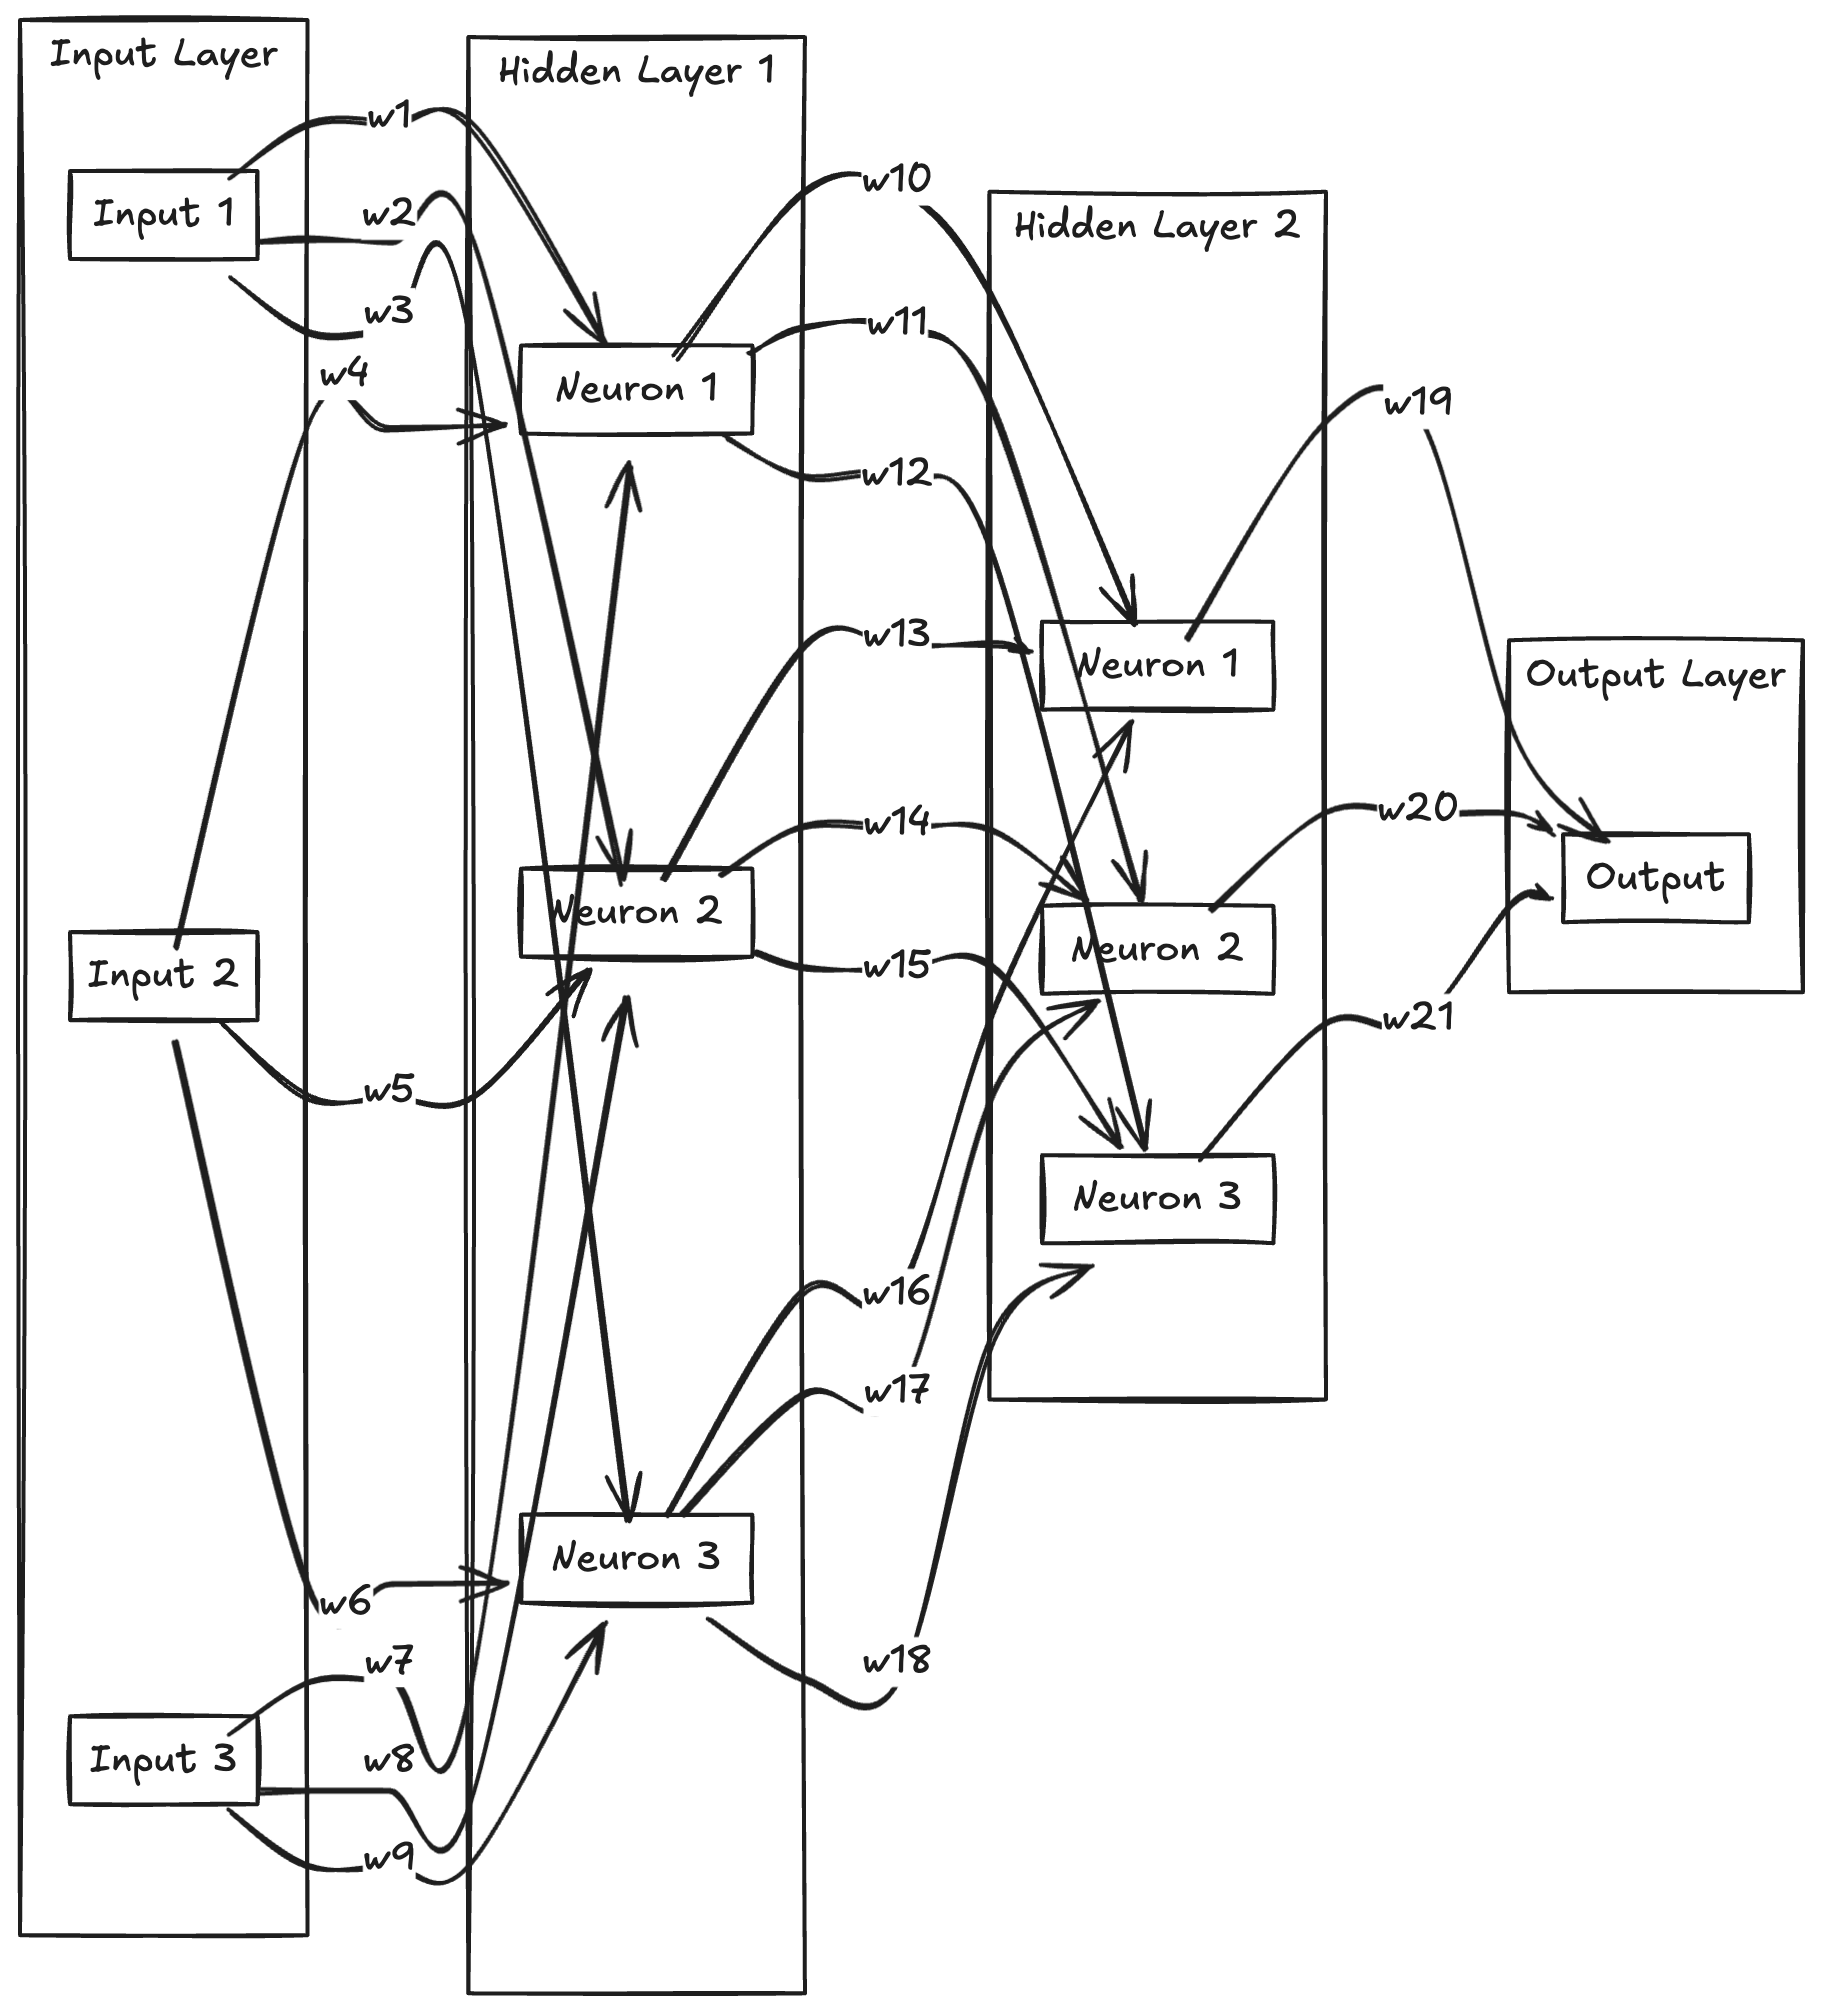 Input Layer
Hidden Layer 1
w1
w10
Input 1
w2
Hidden Layer 2
w3
w11
w4
Neuron 1
w19
w12
w13
Neuron 1
Output Layer
w20
w14
Output
Neuron 2
Neuron 2
w15
Input 2
w21
w5
Neuron 3
w16
w17
Neuron 3
w6
w7
w18
Input 3
w8
w9